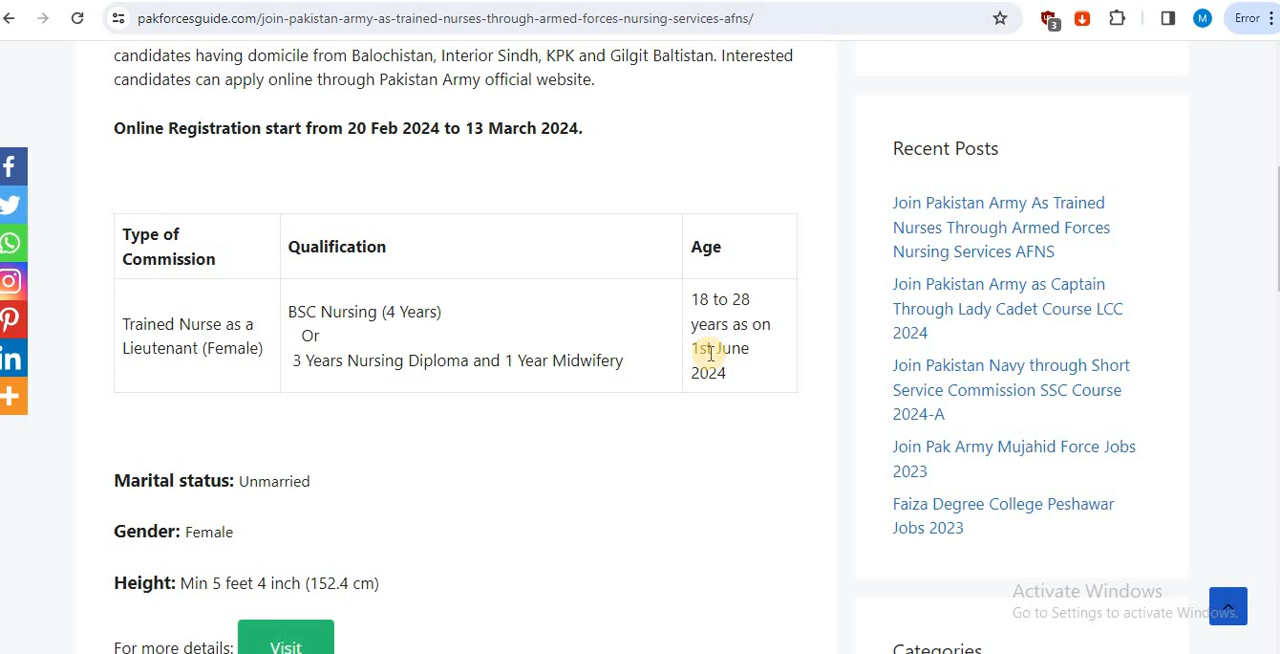 pakforcesguide.com/join-pakistan-army-as-trained-nurses-through-armed-forces-nursing-services-afns/
3
M
Error
candidates having domicile from Balochistan, Interior Sindh, KPK and Gilgit Baltistan. Interested
candidates can apply online through Pakistan Army official website.
Online Registration start from 20 Feb 2024 to 13 March 2024.
Type of
Commission
Qualification
Age
Trained Nurse as a
Lieutenant (Female)
BSC Nursing (4 Years)
Or
3 Years Nursing Diploma and 1 Year Midwifery
18 to 28
years as on
1st June
2024
Marital status: Unmarried
Gender: Female
Height: Min 5 feet 4 inch (152.4 cm)
For more details: Visit
Recent Posts
Join Pakistan Army As Trained
Nurses Through Armed Forces
Nursing Services AFNS
Join Pakistan Army as Captain
Through Lady Cadet Course LCC
2024
Join Pakistan Navy through Short
Service Commission SSC Course
2024-A
Join Pak Army Mujahid Force Jobs
2023
Faiza Degree College Peshawar
Jobs 2023
Activate Windows
Go to Settings to activate Windows.
Categories